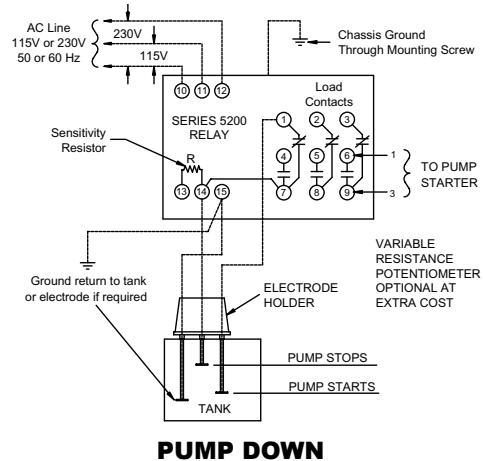 AC Line
115V or 230V
50 or 60 Hz
230V
115V
Chassis Ground
Through Mounting Screw
10 11 12
Load
Contacts
SERIES 5200
RELAY
1 2 3
Sensitivity
Resistor
R
4 5 6
13 14 15
7 8 9
1
3
TO PUMP
STARTER
VARIABLE
RESISTANCE
POTENTIOMETER
OPTIONAL AT
EXTRA COST
Ground return to tank
or electrode if required
ELECTRODE
HOLDER
PUMP STOPS
PUMP STARTS
TANK
PUMP DOWN